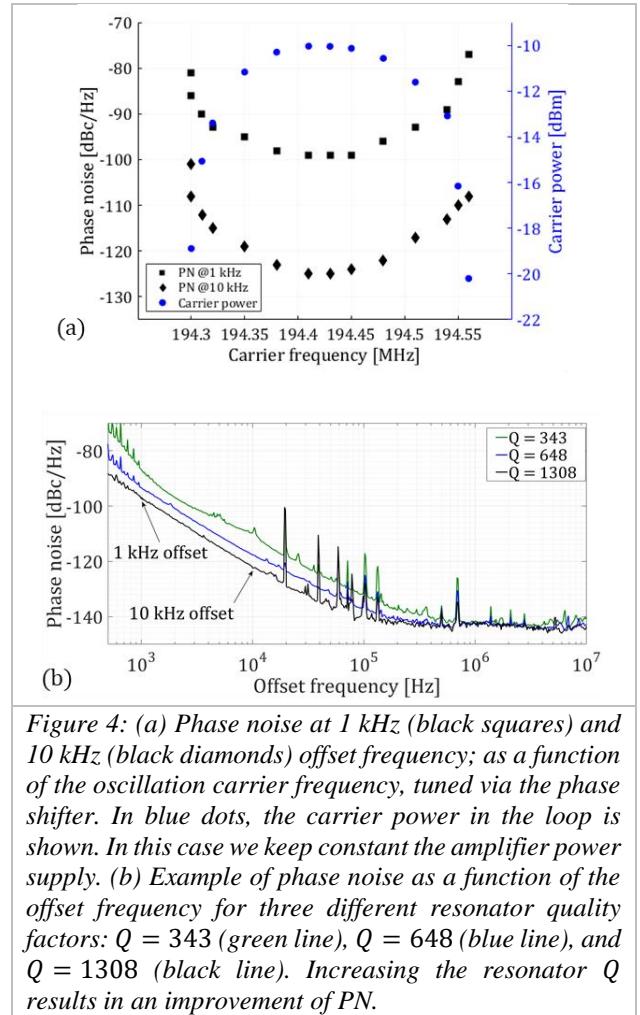 -70
-80
-90
-100
-110
-120
-130
Phase noise [dBc/Hz]
-10
-12
-14
-16
-18
-20
-22
Carrier power [dBm]
PN @1 kHz
PN @10 kHz
Carrier power
194.3 194.35 194.4 194.45 194.5 194.55
Carrier frequency [MHz]
(a)
-80
-100
-120
-140
Phase noise [dBc/Hz]
Q = 343
Q = 648
Q = 1308
1 kHz offset
10 kHz offset
10³ 10⁴ 10⁵ 10⁶ 10⁷
Offset frequency [Hz]
(b)
Figure 4: (a) Phase noise at 1 kHz (black squares) and
10 kHz (black diamonds) offset frequency; as a function
of the oscillation carrier frequency, tuned via the phase
shifter. In blue dots, the carrier power in the loop is
shown. In this case we keep constant the amplifier power
supply. (b) Example of phase noise as a function of the
offset frequency for three different resonator quality
factors: Q = 343 (green line), Q = 648 (blue line), and
Q = 1308 (black line). Increasing the resonator Q
results in an improvement of PN.